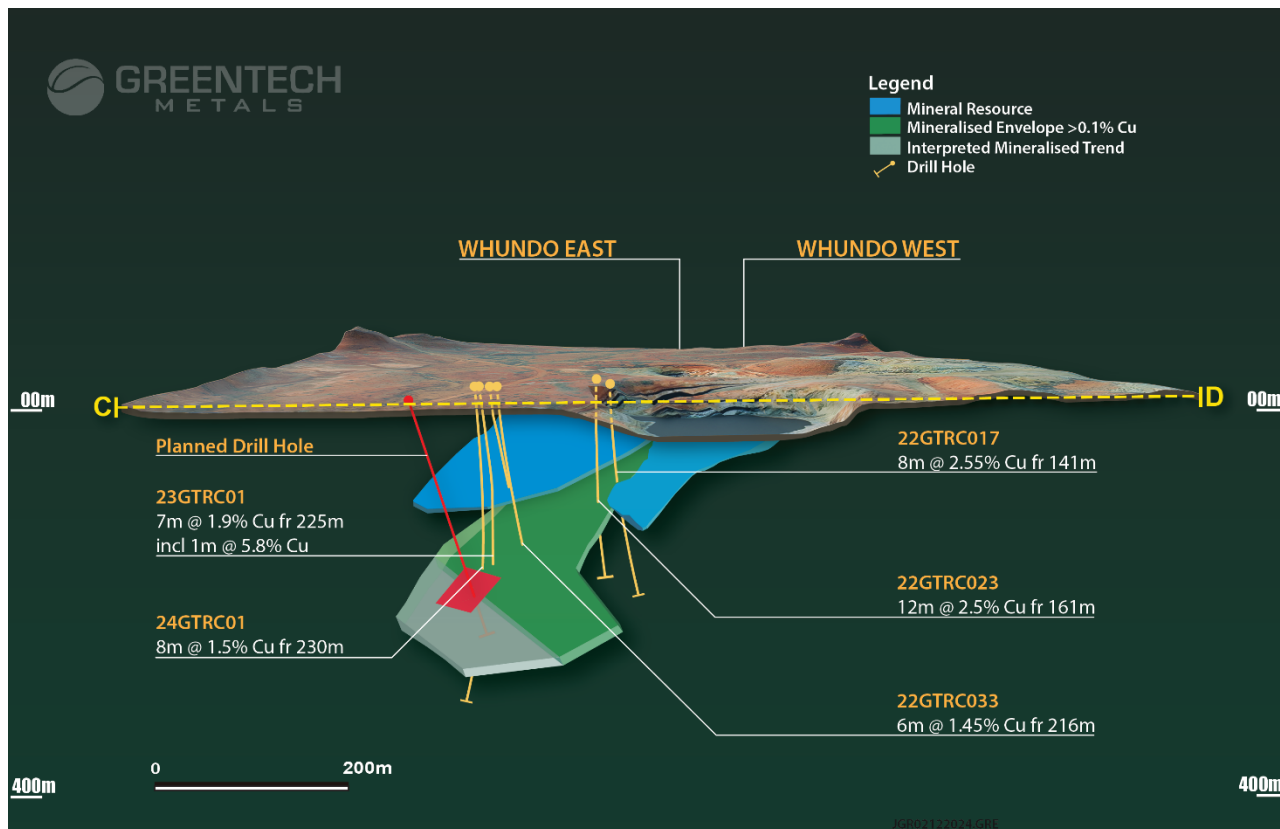 GREENTECH
METALS
Legend
Mineral Resource
Mineralised Envelope >0.1% Cu
Interpreted Mineralised Trend
Drill Hole
WHUNDO EAST
WHUNDO WEST
00m
C
D
00m
Planned Drill Hole
22GTRC017
8m @ 2.55% Cu fr 141m
23GTRC01
7m @ 1.9% Cu fr 225m
incl 1m @ 5.8% Cu
22GTRC023
12m @ 2.5% Cu fr 161m
24GTRC01
8m @ 1.5% Cu fr 230m
22GTRC033
6m @ 1.45% Cu fr 216m
0
200m
400m
400m
JGR02122024.GRE